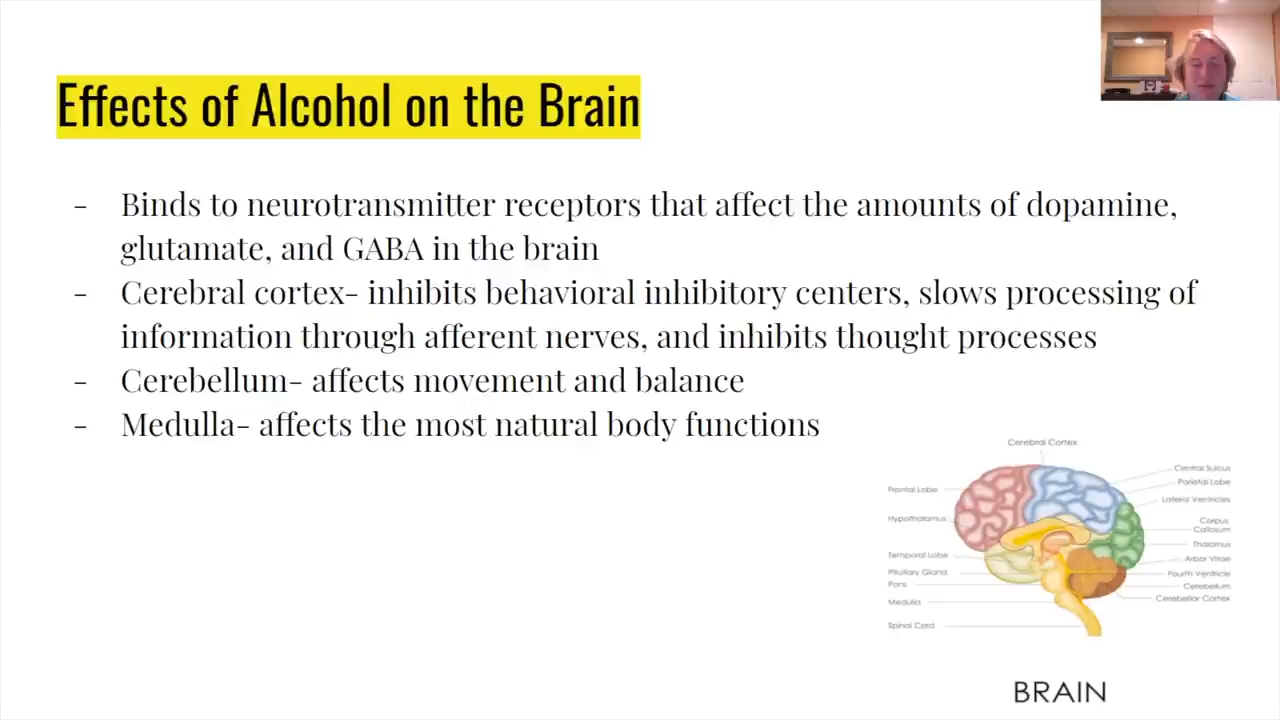 Effects of Alcohol on the Brain
- Binds to neurotransmitter receptors that affect the amounts of dopamine,
glutamate, and GABA in the brain
- Cerebral cortex- inhibits behavioral inhibitory centers, slows processing of
information through afferent nerves, and inhibits thought processes
- Cerebellum- affects movement and balance
- Medulla- affects the most natural body functions
Cerebral Cortex
Frontal Lobe
Hypothalamus
Temporal Lobe
Pituitary Gland
Pons
Medulla
Spinal Cord
Central Sulcus
Parietal Lobe
Lateral Ventricles
Corpus
Callosum
Thalamus
Arbor Vitae
Fourth Ventricle
Cerebellum
Cerebellar Cortex
BRAIN